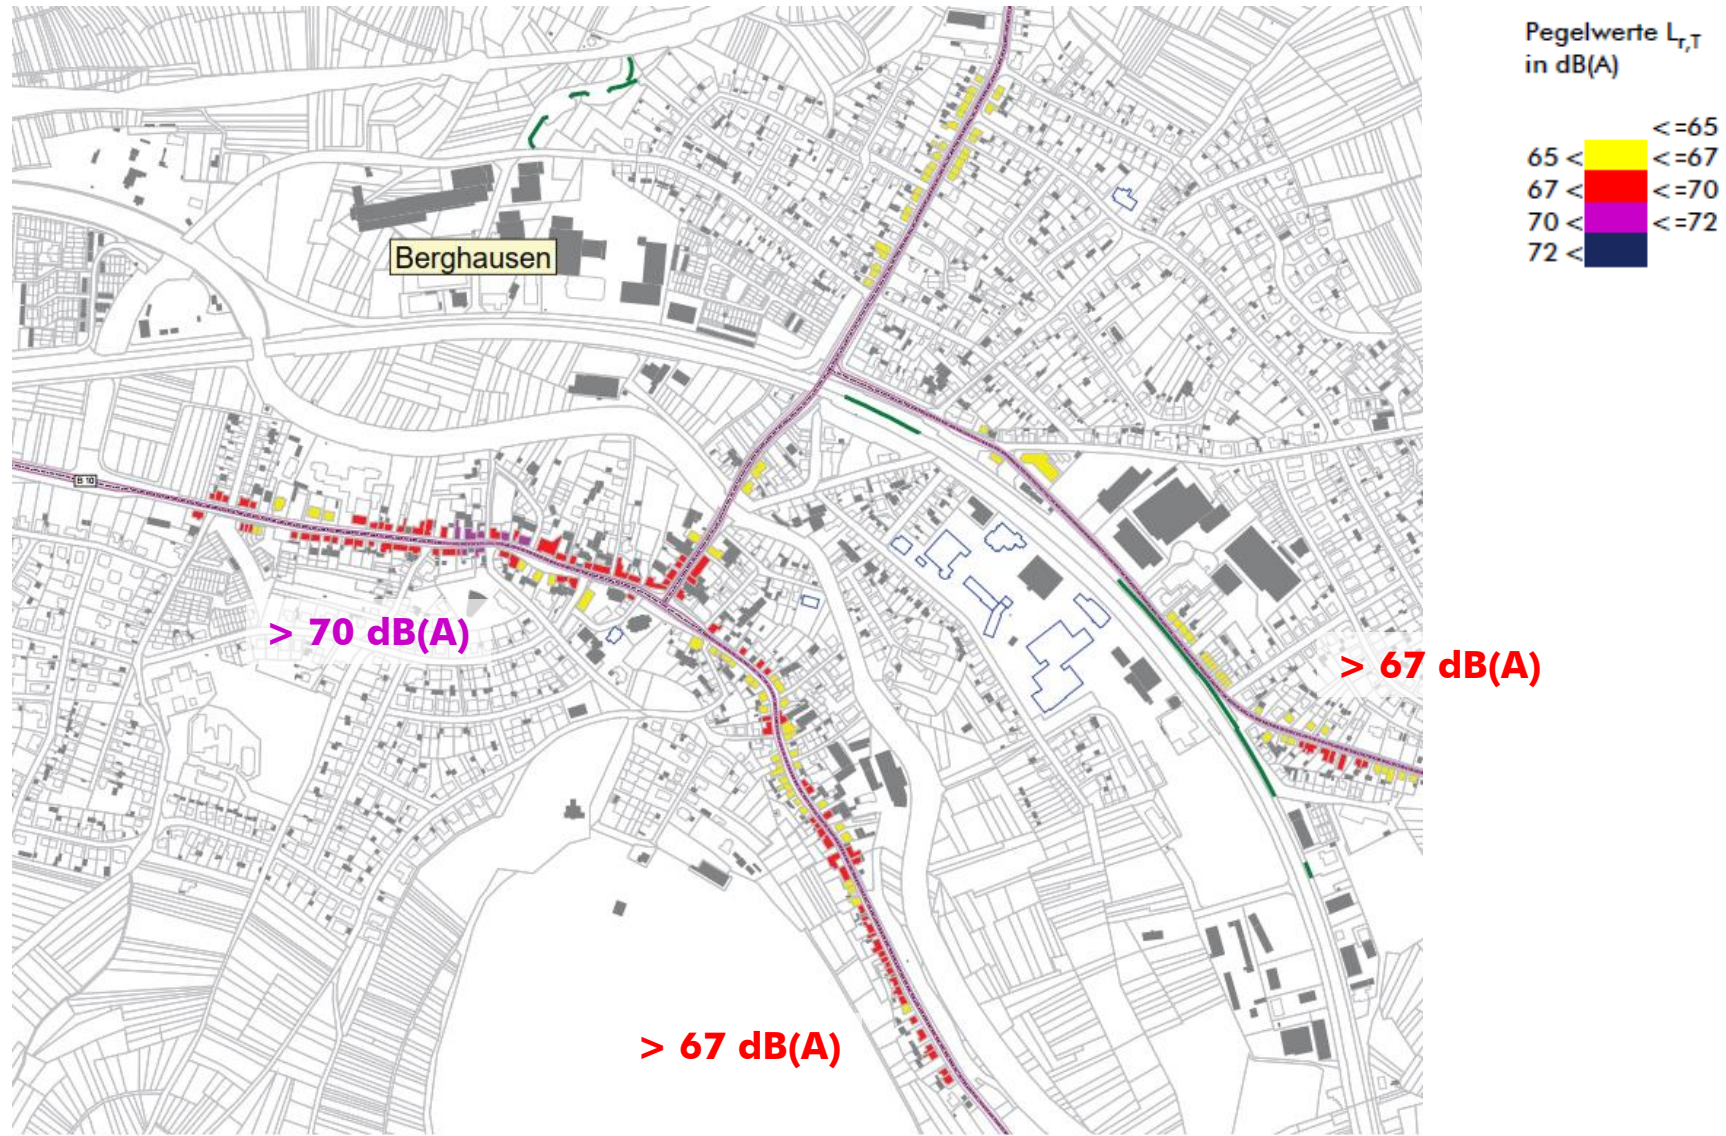 Pegelwerte Lr,T
in dB(A)
<=65
65 < <=67
67 < <=70
70 < <=72
72 <
Berghausen
B 10
> 70 dB(A)
> 67 dB(A)
> 67 dB(A)